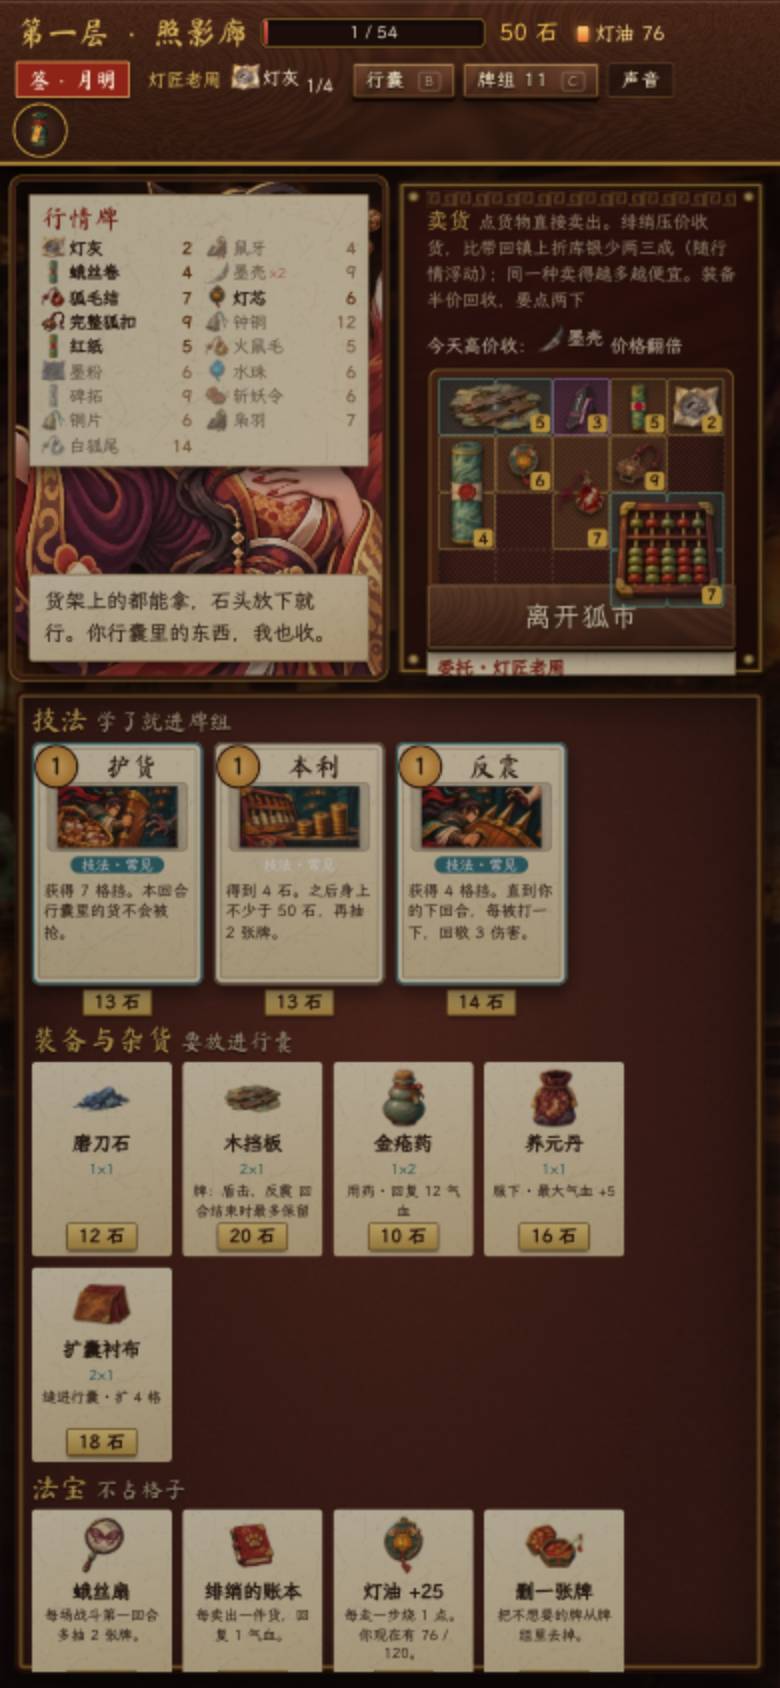 第一层 · 照影廊
1 / 54
50 石
灯油 76
签 · 月明
灯匠老周
灯灰 1/4
行囊 B
牌组 11 C
声音
行情牌
灯灰 2
鼠牙 4
蛾丝卷 4
墨亮x2 9
狐毛结 7
灯芯 6
完整狐扣 9
钟铜 12
红纸 5
火鼠毛 5
墨粉 6
水珠 6
碑拓 9
斩妖令 6
铜片 6
枭羽 7
白狐尾 14
货架上的都能拿，石头放下就
行。你行囊里的东西，我也收。
卖货 点货物直接卖出。绯绡压价收
货，比带回镇上折库银少两三成（随行
情浮动）；同一种卖得越多越便宜。装备
半价回收，要点两下
今天高价收： 墨亮 价格翻倍
5
3
5
2
4
6
7
9
7
离开狐市
委托 · 灯匠老周
技法 学了就进牌组
1 护货
技法 · 常见
获得 7 格挡。本回合
行囊里的货不会被
抢。
13 石
1 本利
技法 · 常见
得到 4 石。之后身上
不少于 50 石，再抽
2 张牌。
13 石
1 反震
技法 · 常见
获得 4 格挡。直到你
的下回合，每被打一
下，回敬 3 伤害。
14 石
装备与杂货 要放进行囊
磨刀石
1x1
12 石
木挡板
2x1
牌：盾击、反震 回
合结束时最多保留
20 石
金疮药
1x2
用药 · 回复 12 气
血
10 石
养元丹
1x1
服下 · 最大气血 +5
16 石
扩囊衬布
2x1
缝进行囊 · 扩 4 格
18 石
法宝 不占格子
蛾丝扇
每场战斗第一回合
多抽 2 张牌。
绯绡的账本
每卖出一件货，回
复 1 气血。
灯油 +25
每走一步烧 1 点。
你现在有 76 /
120。
删一张牌
把不想要的牌从牌
组里去掉。